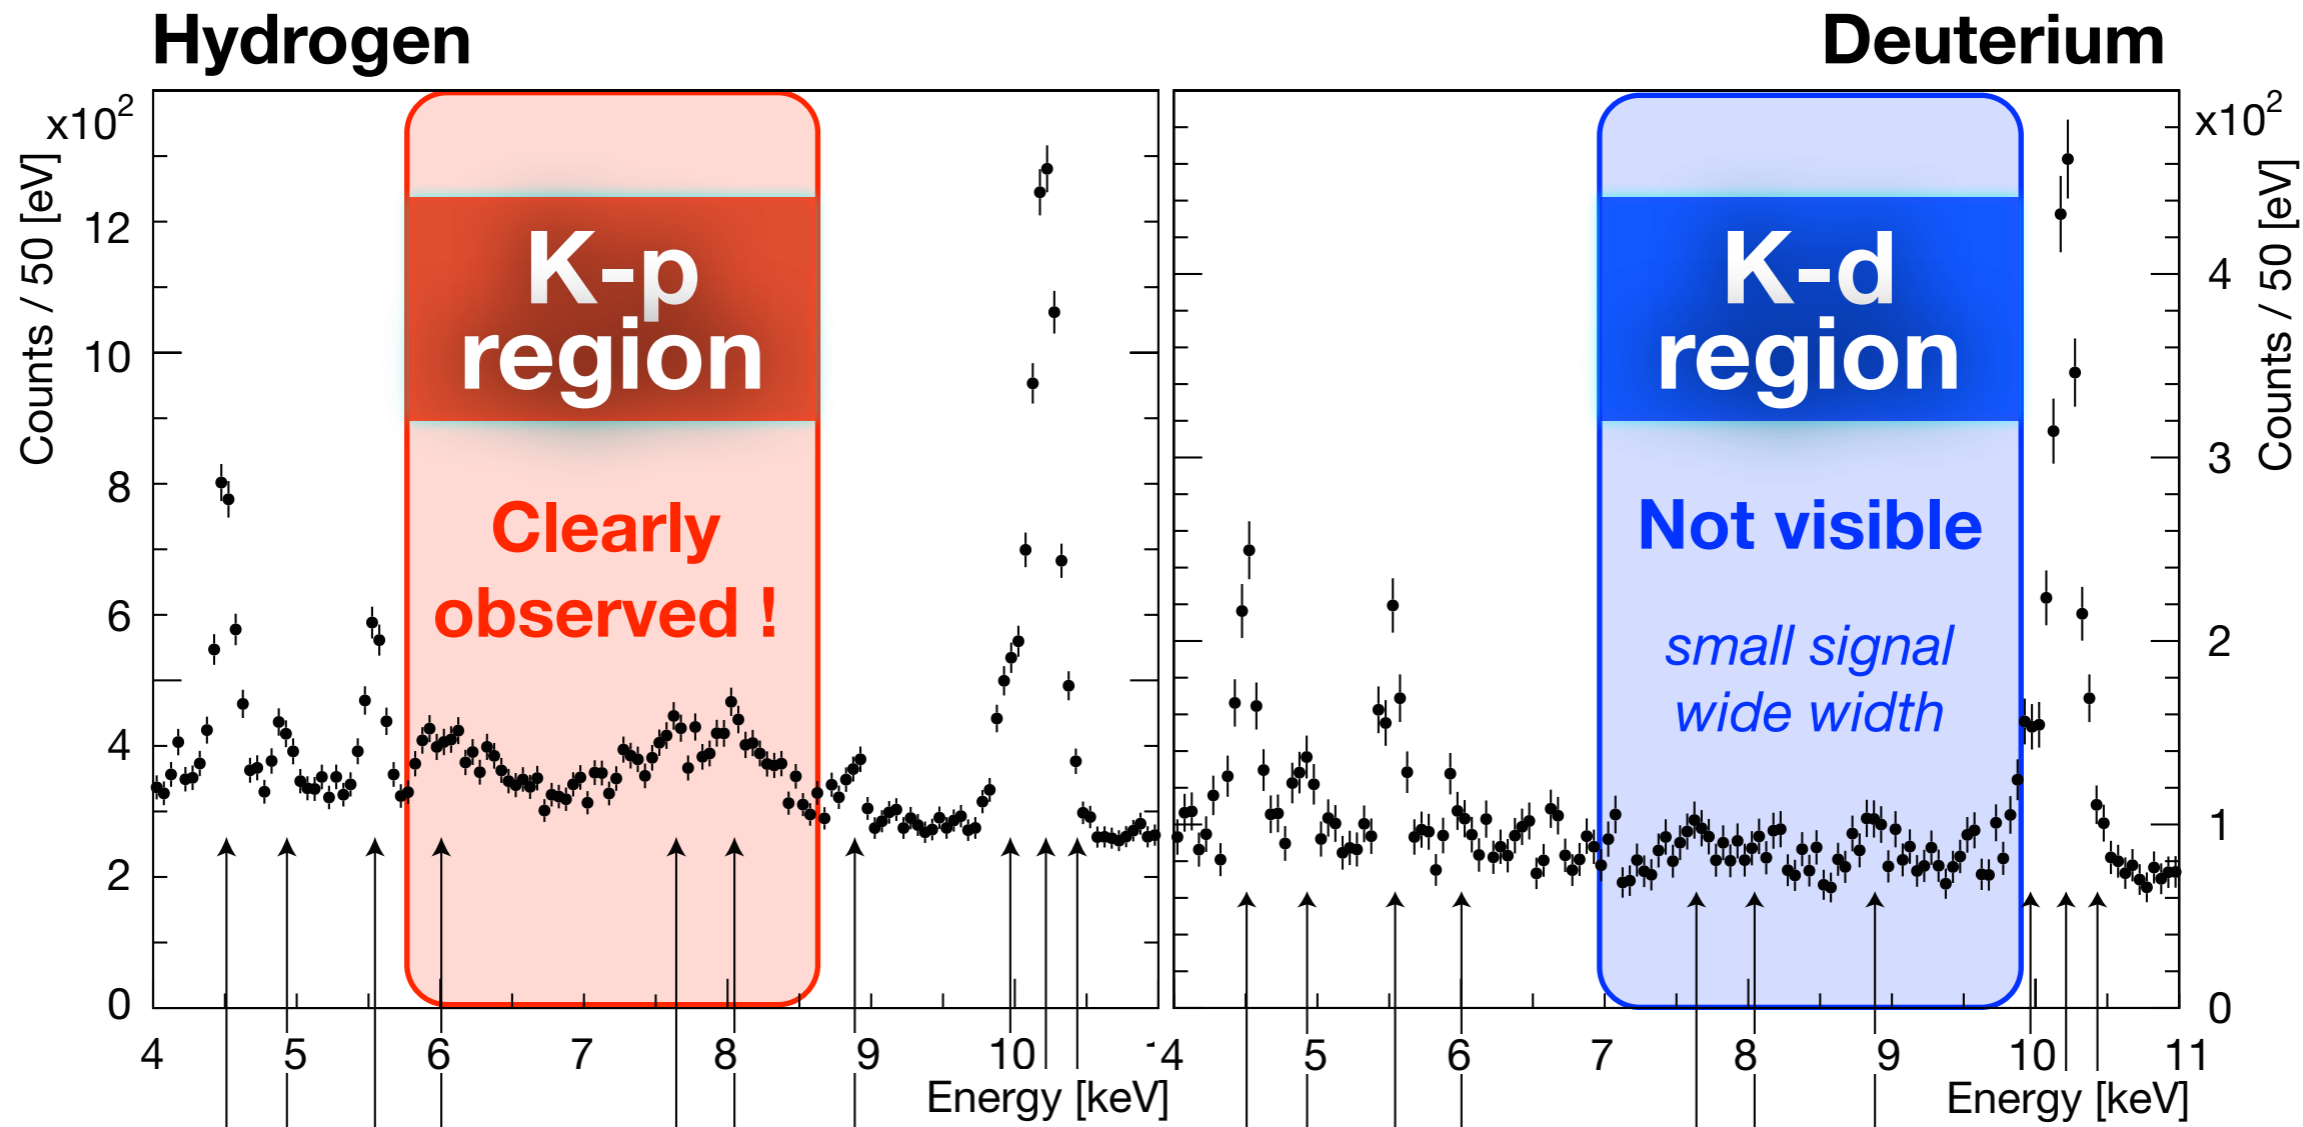 Hydrogen
Deuterium
x10²
Counts / 50 [eV]
12
10
8
6
4
2
0
K-p
region
Clearly
observed !
4
5
6
7
8
9
10
Energy [keV]
K-d
region
Not visible
small signal
wide width
x10²
Counts / 50 [eV]
4
3
2
1
0
4
5
6
7
8
9
10
11
Energy [keV]